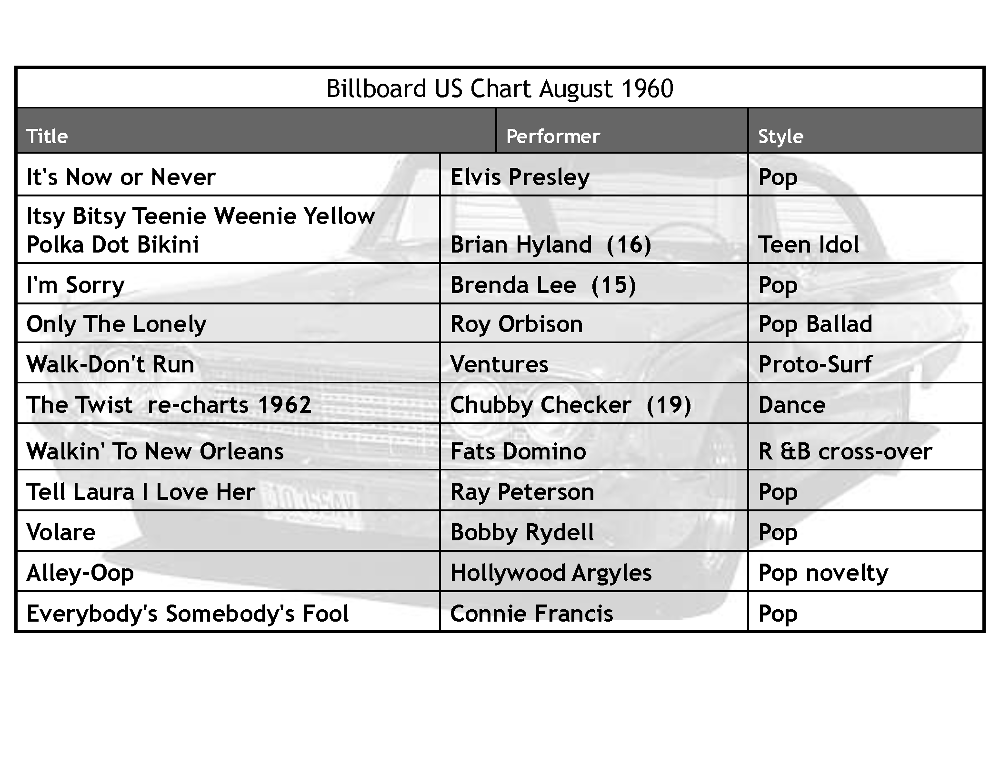 Billboard US Chart August 1960
Title Performer Style
It's Now or Never Elvis Presley Pop
Itsy Bitsy Teenie Weenie Yellow
Polka Dot Bikini Brian Hyland (16) Teen Idol
I'm Sorry Brenda Lee (15) Pop
Only The Lonely Roy Orbison Pop Ballad
Walk-Don't Run Ventures Proto-Surf
The Twist re-charts 1962 Chubby Checker (19) Dance
Walkin' To New Orleans Fats Domino R &B cross-over
Tell Laura I Love Her Ray Peterson Pop
Volare Bobby Rydell Pop
Alley-Oop Hollywood Argyles Pop novelty
Everybody's Somebody's Fool Connie Francis Pop